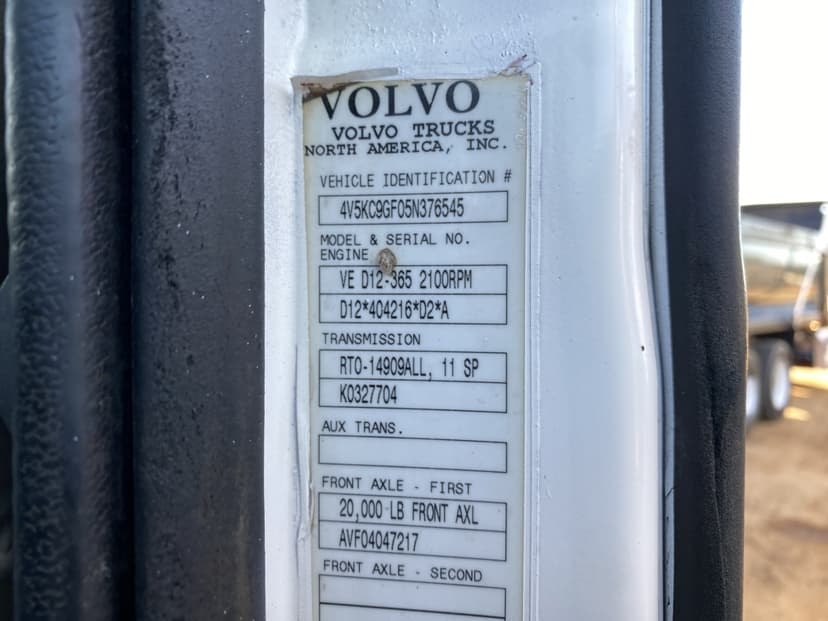 VOLVO
VOLVO TRUCKS
NORTH AMERICA, INC.
VEHICLE IDENTIFICATION #
4V5KC9GF05N376545
MODEL & SERIAL NO.
ENGINE
VE D12-365 2100RPM
D12*404216*D2*A
TRANSMISSION
RTO-14909ALL, 11 SP
K0327704
AUX TRANS.
FRONT AXLE - FIRST
20,000 LB FRONT AXL
AVF04047217
FRONT AXLE - SECOND